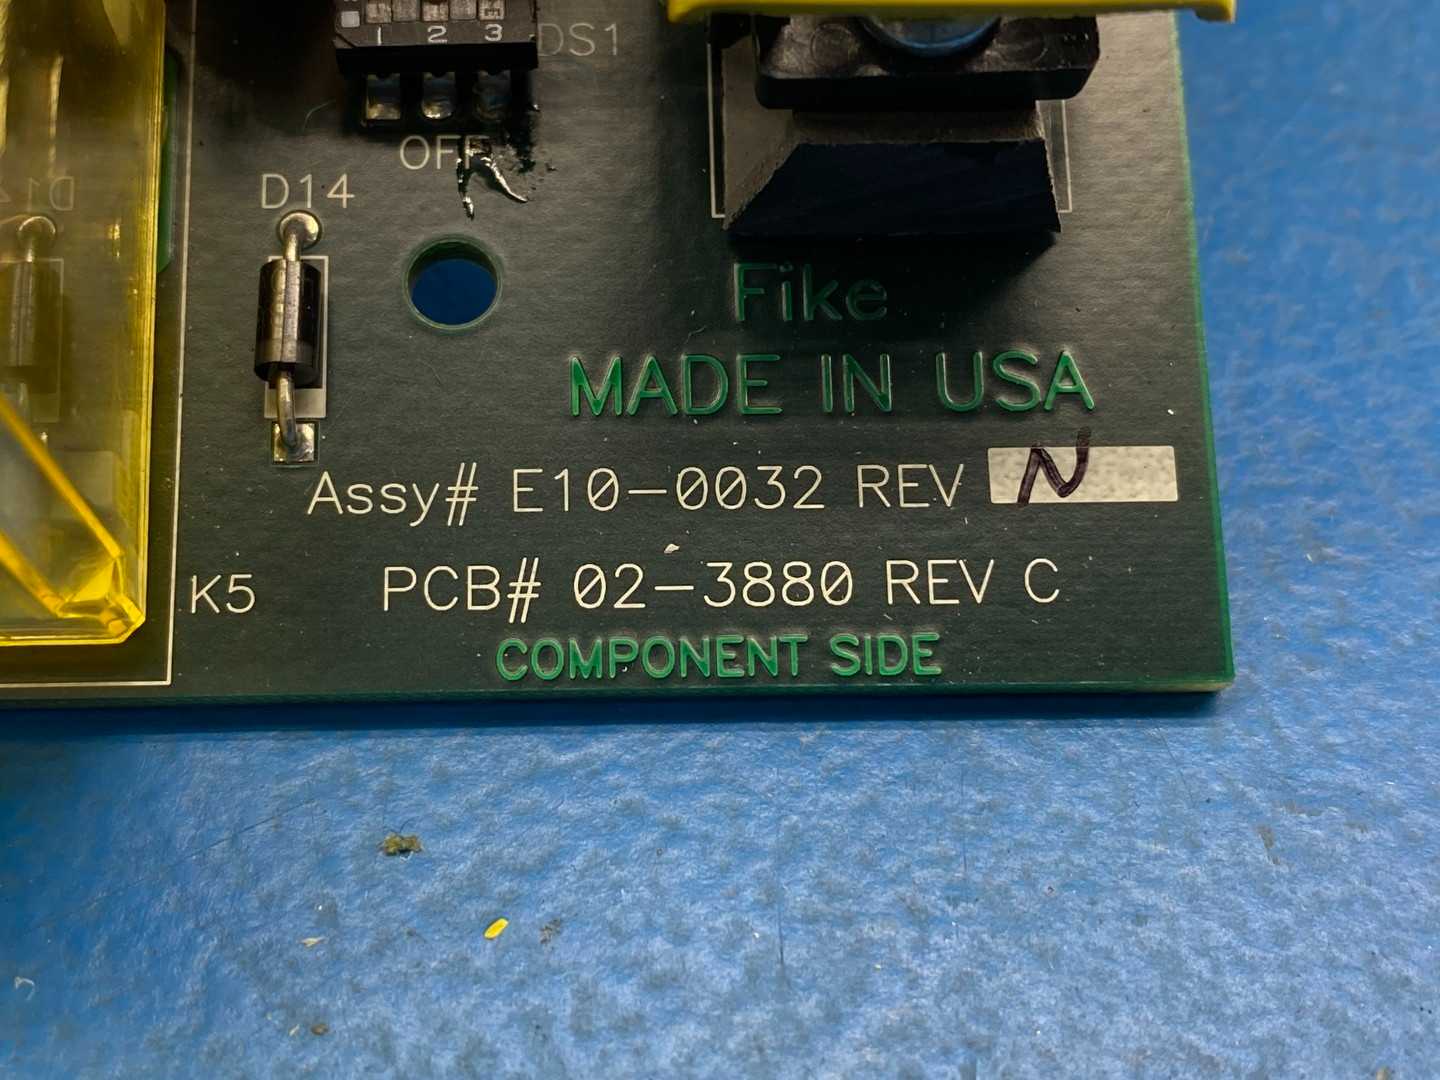 1 2 3
DS1
OFF
D14
D14
Fike
MADE IN USA
Assy# E10-0032 REV N
PCB# 02-3880 REV C
K5
COMPONENT SIDE